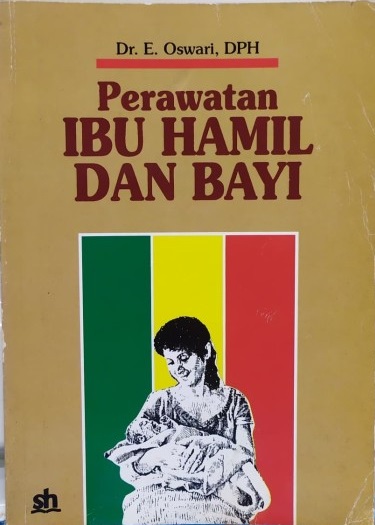 Dr. E. Oswari, DPH
Perawatan
IBU HAMIL
DAN BAYI
sh